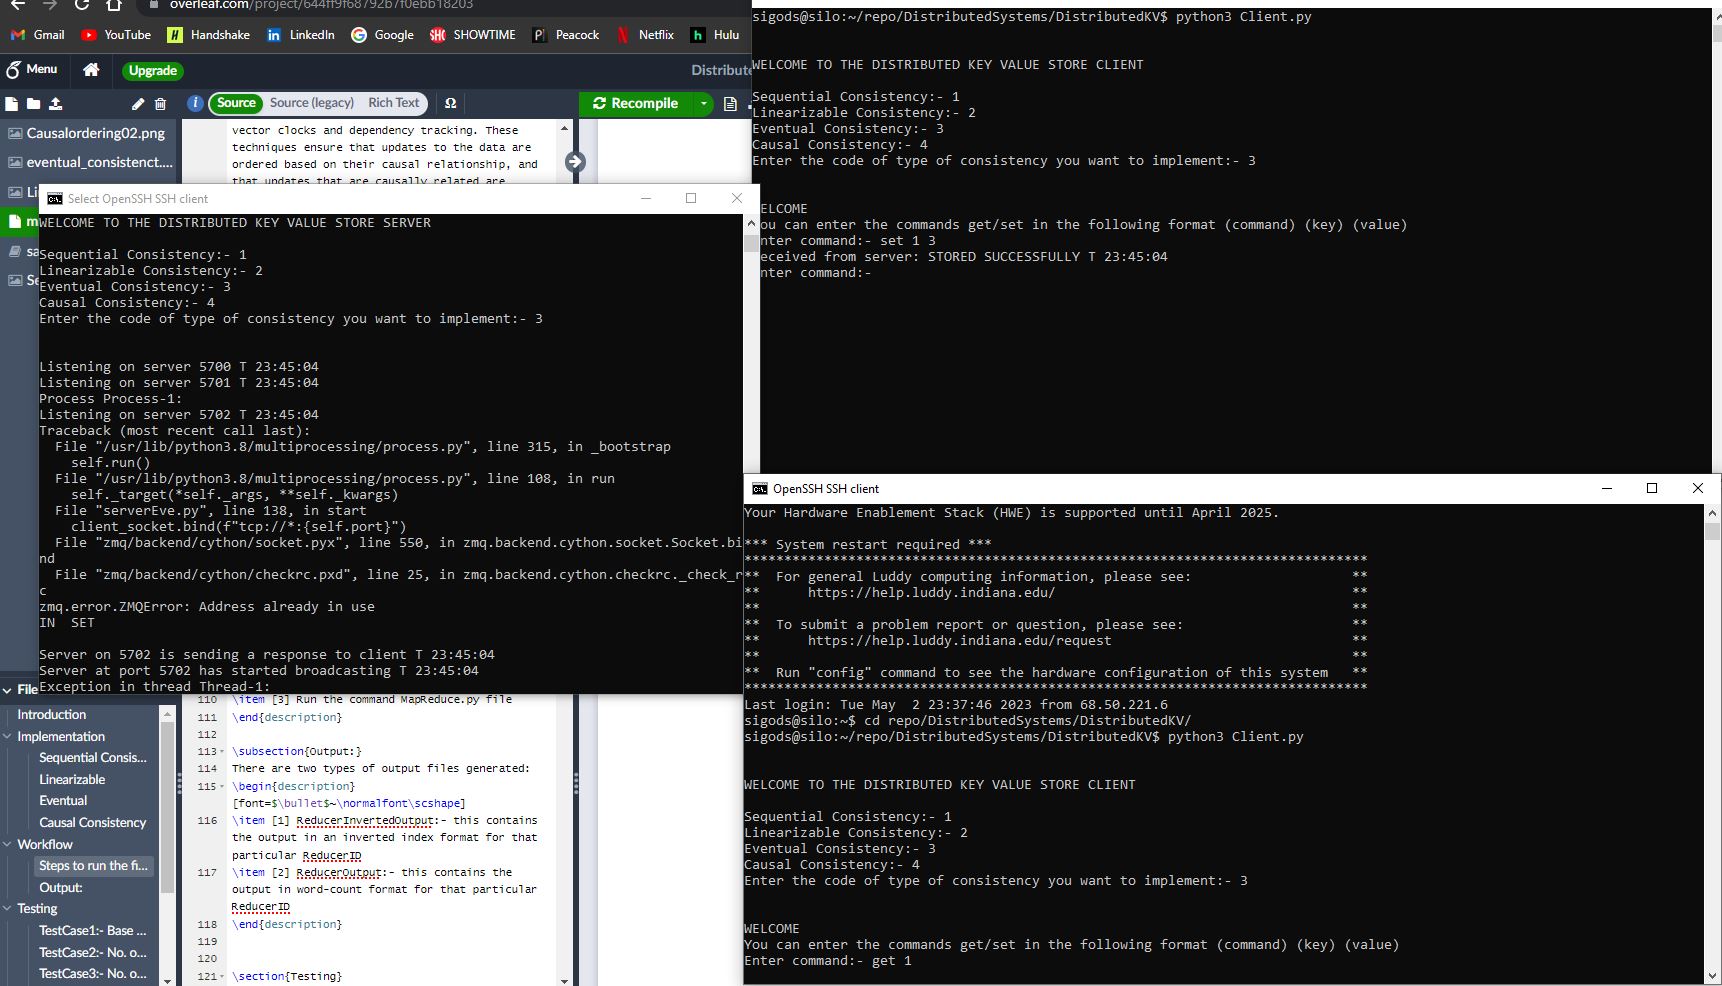 overleaf.com/project/644ff9f68792b7f0ebb18203
Gmail YouTube Handshake LinkedIn Google SHOWTIME Peacock Netflix Hulu
Menu Upgrade Distribute
Source Source (legacy) Rich Text Ω Recompile
Causalordering02.png
eventual_consistenct....
Li
m
sa
Se
vector clocks and dependency tracking. These
techniques ensure that updates to the data are
ordered based on their causal relationship, and
that updates that are causally related are
sigods@silo:~/repo/DistributedSystems/DistributedKV$ python3 Client.py
WELCOME TO THE DISTRIBUTED KEY VALUE STORE CLIENT
Sequential Consistency:- 1
Linearizable Consistency:- 2
Eventual Consistency:- 3
Causal Consistency:- 4
Enter the code of type of consistency you want to implement:- 3
ELCOME
ou can enter the commands get/set in the following format (command) (key) (value)
nter command:- set 1 3
eceived from server: STORED SUCCESSFULLY T 23:45:04
nter command:-
Select OpenSSH SSH client
WELCOME TO THE DISTRIBUTED KEY VALUE STORE SERVER
Sequential Consistency:- 1
Linearizable Consistency:- 2
Eventual Consistency:- 3
Causal Consistency:- 4
Enter the code of type of consistency you want to implement:- 3
Listening on server 5700 T 23:45:04
Listening on server 5701 T 23:45:04
Process Process-1:
Listening on server 5702 T 23:45:04
Traceback (most recent call last):
File "/usr/lib/python3.8/multiprocessing/process.py", line 315, in _bootstrap
self.run()
File "/usr/lib/python3.8/multiprocessing/process.py", line 108, in run
self._target(*self._args, **self._kwargs)
File "serverEve.py", line 138, in start
client_socket.bind(f"tcp://*:{self.port}")
File "zmq/backend/cython/socket.pyx", line 550, in zmq.backend.cython.socket.Socket.bi
nd
File "zmq/backend/cython/checkrc.pxd", line 25, in zmq.backend.cython.checkrc._check_r
c
zmq.error.ZMQError: Address already in use
IN  SET
Server on 5702 is sending a response to client T 23:45:04
Server at port 5702 has started broadcasting T 23:45:04
Exception in thread Thread-1:
OpenSSH SSH client
Your Hardware Enablement Stack (HWE) is supported until April 2025.
*** System restart required ***
******************************************************************************
**  For general Luddy computing information, please see:                    **
**      https://help.luddy.indiana.edu/                                     **
**                                                                          **
**  To submit a problem report or question, please see:                     **
**      https://help.luddy.indiana.edu/request                              **
**                                                                          **
**  Run "config" command to see the hardware configuration of this system   **
******************************************************************************
Last login: Tue May  2 23:37:46 2023 from 68.50.221.6
sigods@silo:~$ cd repo/DistributedSystems/DistributedKV/
sigods@silo:~/repo/DistributedSystems/DistributedKV$ python3 Client.py
WELCOME TO THE DISTRIBUTED KEY VALUE STORE CLIENT
Sequential Consistency:- 1
Linearizable Consistency:- 2
Eventual Consistency:- 3
Causal Consistency:- 4
Enter the code of type of consistency you want to implement:- 3
WELCOME
You can enter the commands get/set in the following format (command) (key) (value)
Enter command:- get 1
File
Introduction
Implementation
Sequential Consis...
Linearizable
Eventual
Causal Consistency
Workflow
Steps to run the fi...
Output:
Testing
TestCase1:- Base ...
TestCase2:- No. o...
TestCase3:- No. o...
110 \item [3] Run the command MapReduce.py file
111 \end{description}
112
113 \subsection{Output:}
114 There are two types of output files generated:
115 \begin{description}
[font=$\bullet$~\normalfont\scshape]
116 \item [1] ReducerInvertedOutput:- this contains
the output in an inverted index format for that
particular ReducerID
117 \item [2] ReducerOutput:- this contains the
output in word-count format for that particular
ReducerID
118 \end{description}
119
120
121 \section{Testing}